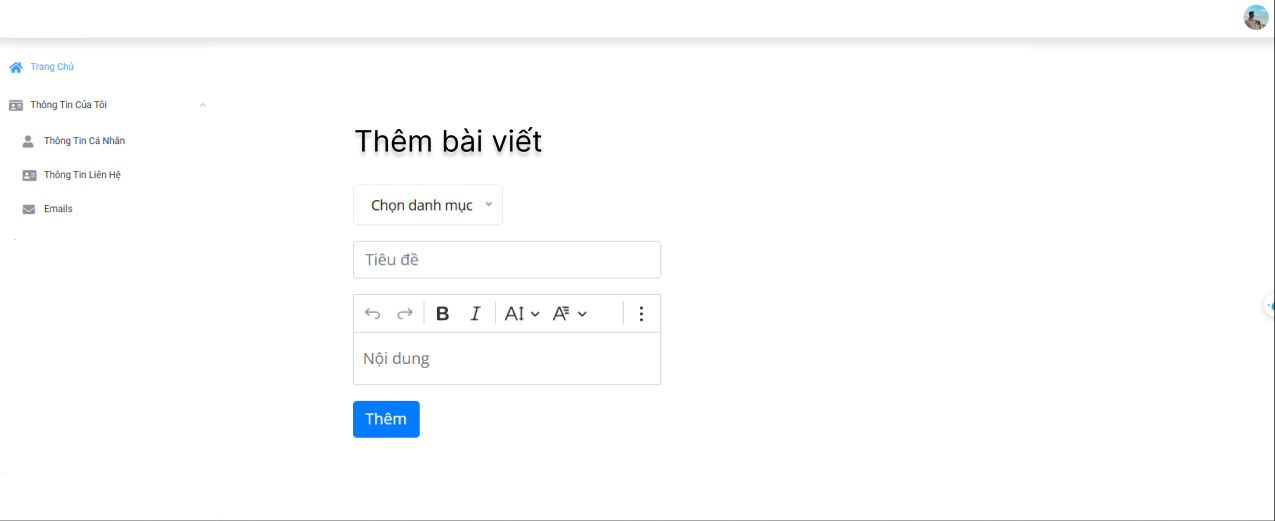 Trang Chủ
Thông Tin Của Tôi
Thông Tin Cá Nhân
Thông Tin Liên Hệ
Emails
Thêm bài viết
Chọn danh mục
Tiêu đề
B I A A
Nội dung
Thêm